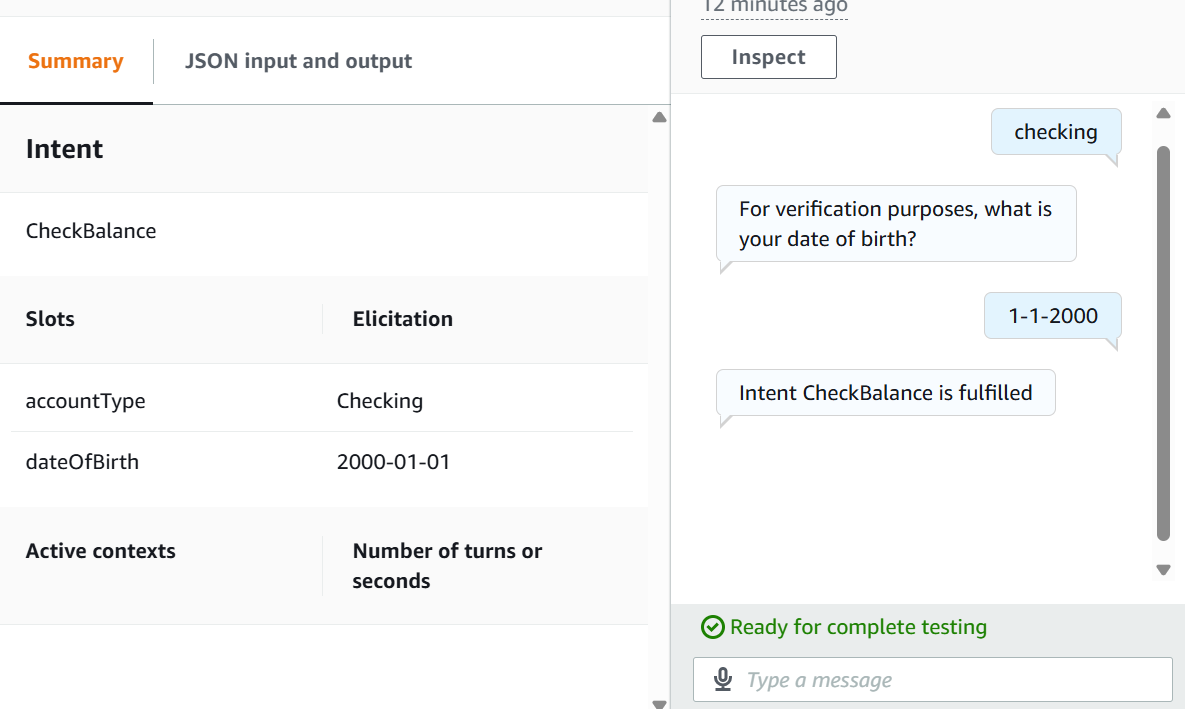 Summary
JSON input and output
Intent
CheckBalance
Slots
Elicitation
accountType
Checking
dateOfBirth
2000-01-01
Active contexts
Number of turns or
seconds
12 minutes ago
Inspect
checking
For verification purposes, what is
your date of birth?
1-1-2000
Intent CheckBalance is fulfilled
Ready for complete testing
Type a message